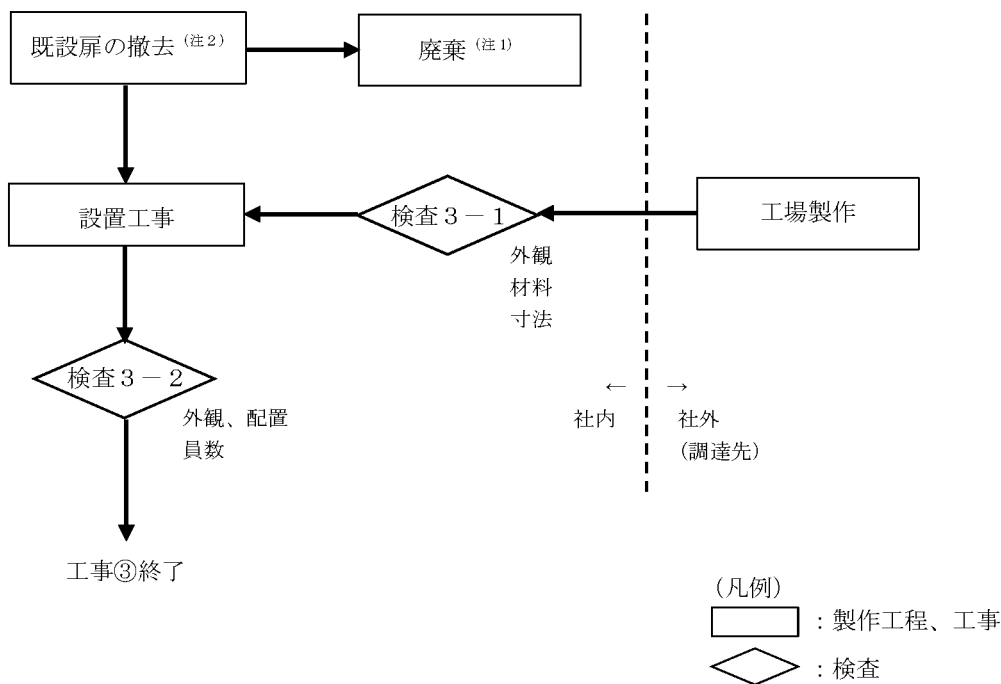 既設扉の撤去（注２）
廃棄（注１）
設置工事
検査３－１
工場製作
外観
材料
寸法
検査３－２
外観、配置
員数
← →
社内 社外
（調達先）
工事③終了
（凡例）
：製作工程、工事
：検査